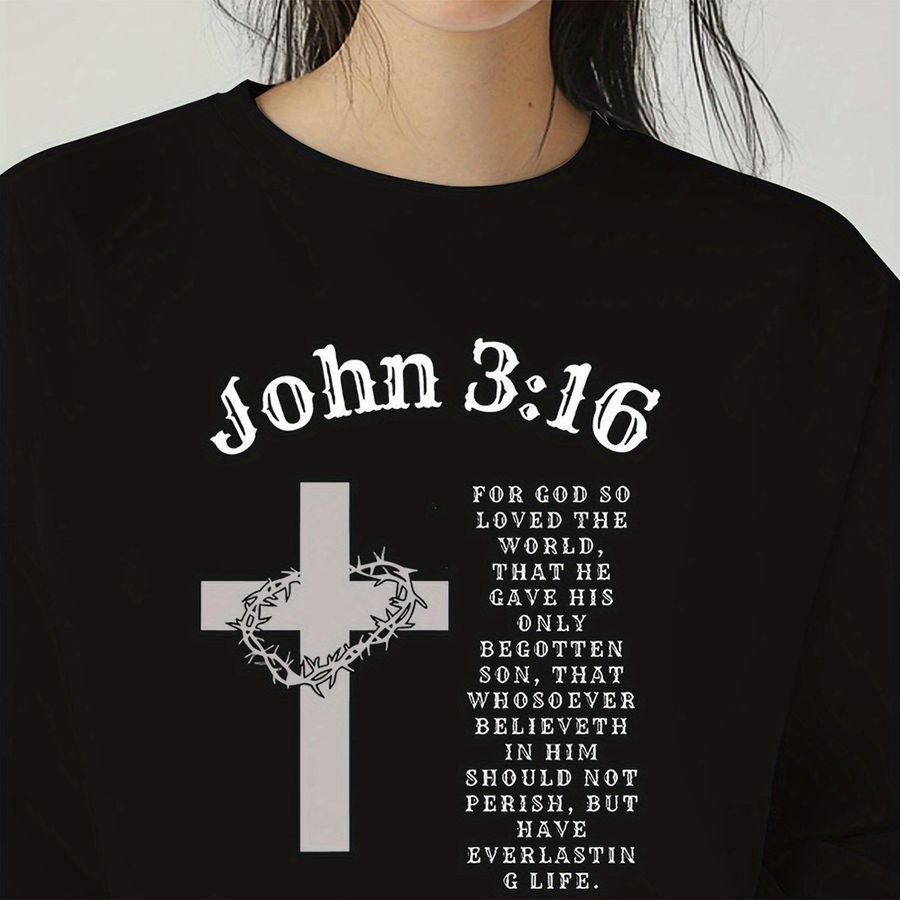 John 3:16
FOR GOD SO
LOVED THE
WORLD,
THAT HE
GAVE HIS
ONLY
BEGOTTEN
SON, THAT
WHOSOEVER
BELIEVETH
IN HIM
SHOULD NOT
PERISH, BUT
HAVE
EVERLASTIN
G LIFE.